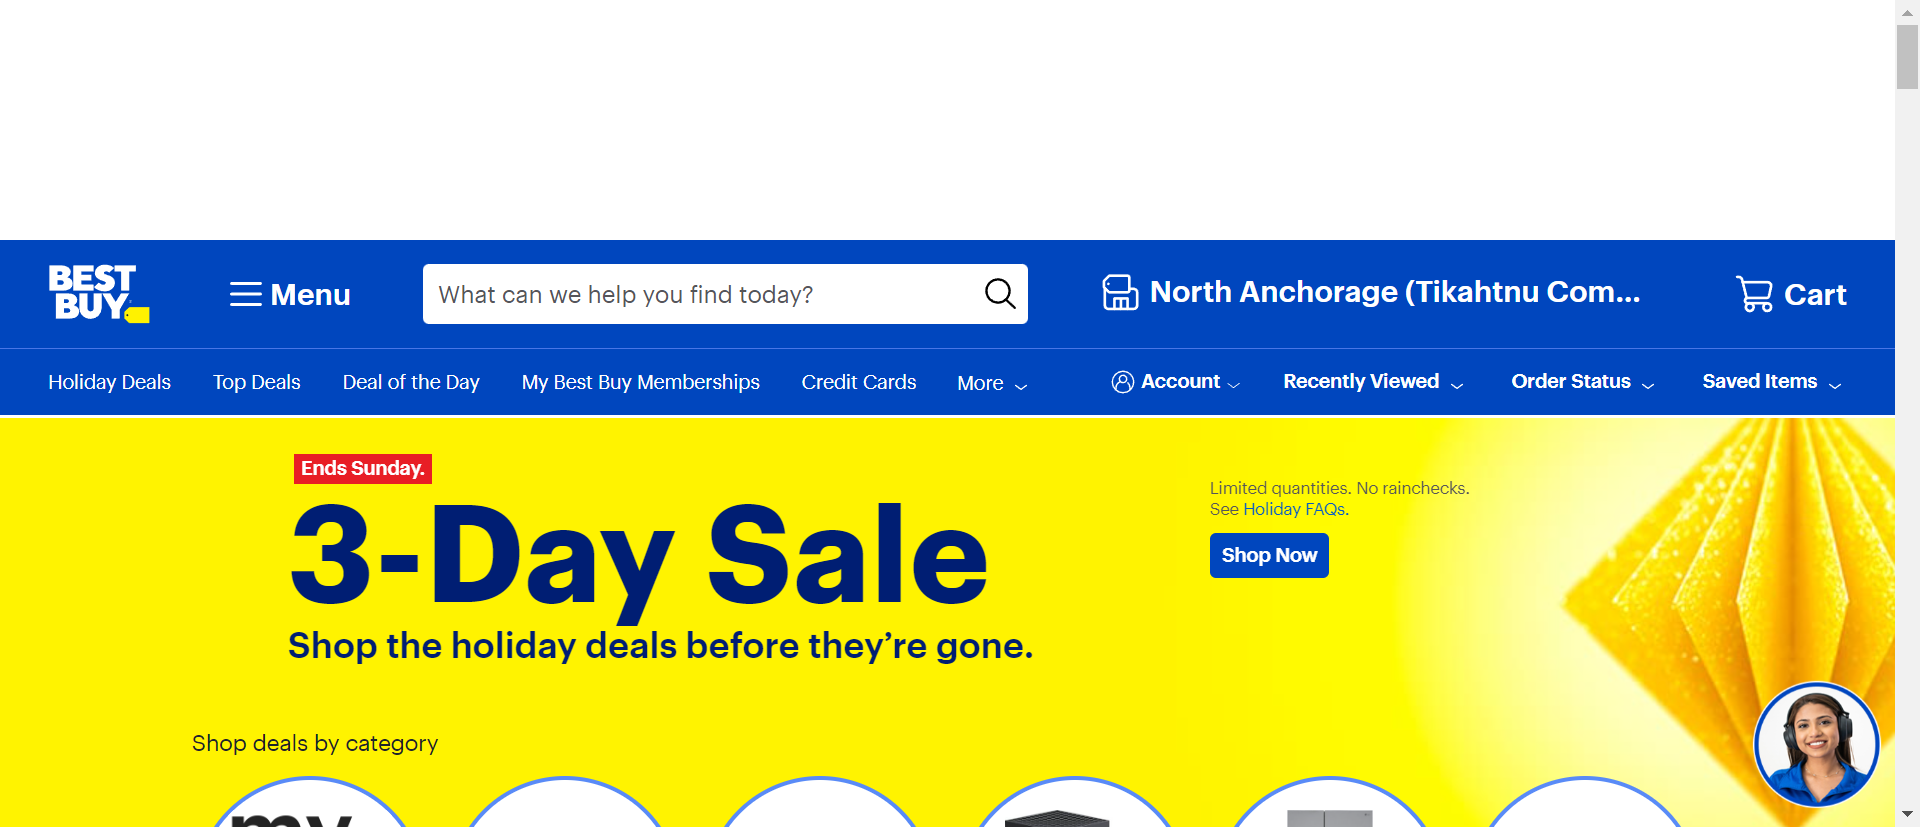 BEST
BUY
Menu
What can we help you find today?
North Anchorage (Tikahtnu Com...
Cart
Holiday Deals
Top Deals
Deal of the Day
My Best Buy Memberships
Credit Cards
More
Account
Recently Viewed
Order Status
Saved Items
Ends Sunday.
3-Day Sale
Shop the holiday deals before they're gone.
Limited quantities. No rainchecks.
See Holiday FAQs.
Shop Now
Shop deals by category
my